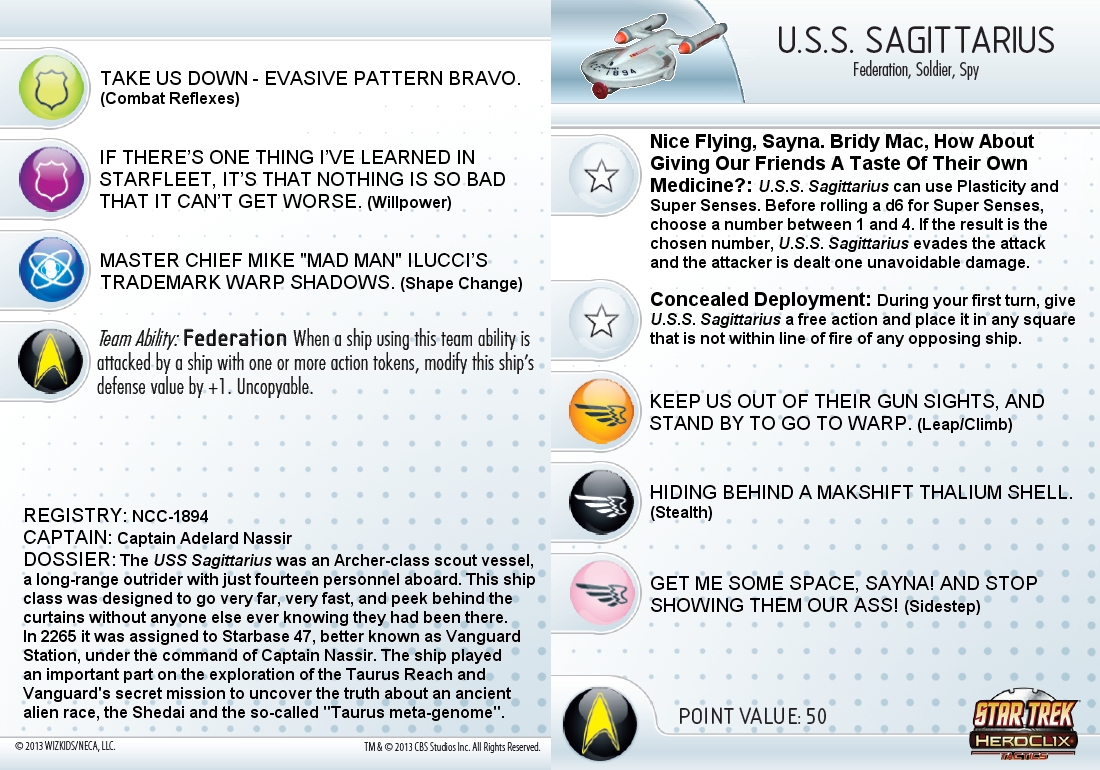 TAKE US DOWN - EVASIVE PATTERN BRAVO.
(Combat Reflexes)
IF THERE'S ONE THING I'VE LEARNED IN
STARFLEET, IT'S THAT NOTHING IS SO BAD
THAT IT CAN'T GET WORSE. (Willpower)
MASTER CHIEF MIKE "MAD MAN" ILUCCI'S
TRADEMARK WARP SHADOWS. (Shape Change)
Team Ability: Federation When a ship using this team ability is
attacked by a ship with one or more action tokens, modify this ship's
defense value by +1. Uncopyable.
REGISTRY: NCC-1894
CAPTAIN: Captain Adelard Nassir
DOSSIER: The USS Sagittarius was an Archer-class scout vessel,
a long-range outrider with just fourteen personnel aboard. This ship
class was designed to go very far, very fast, and peek behind the
curtains without anyone else ever knowing they had been there.
In 2265 it was assigned to Starbase 47, better known as Vanguard
Station, under the command of Captain Nassir. The ship played
an important part on the exploration of the Taurus Reach and
Vanguard's secret mission to uncover the truth about an ancient
alien race, the Shedai and the so-called "Taurus meta-genome".
© 2013 WIZKIDS/NECA, LLC.
TM & © 2013 CBS Studios Inc. All Rights Reserved.
1894
U.S.S. SAGITTARIUS
Federation, Soldier, Spy
Nice Flying, Sayna. Bridy Mac, How About
Giving Our Friends A Taste Of Their Own
Medicine?: U.S.S. Sagittarius can use Plasticity and
Super Senses. Before rolling a d6 for Super Senses,
choose a number between 1 and 4. If the result is the
chosen number, U.S.S. Sagittarius evades the attack
and the attacker is dealt one unavoidable damage.
Concealed Deployment: During your first turn, give
U.S.S. Sagittarius a free action and place it in any square
that is not within line of fire of any opposing ship.
KEEP US OUT OF THEIR GUN SIGHTS, AND
STAND BY TO GO TO WARP. (Leap/Climb)
HIDING BEHIND A MAKSHIFT THALIUM SHELL.
(Stealth)
GET ME SOME SPACE, SAYNA! AND STOP
SHOWING THEM OUR ASS! (Sidestep)
POINT VALUE: 50
STAR TREK
HEROCLIX
TACTICS